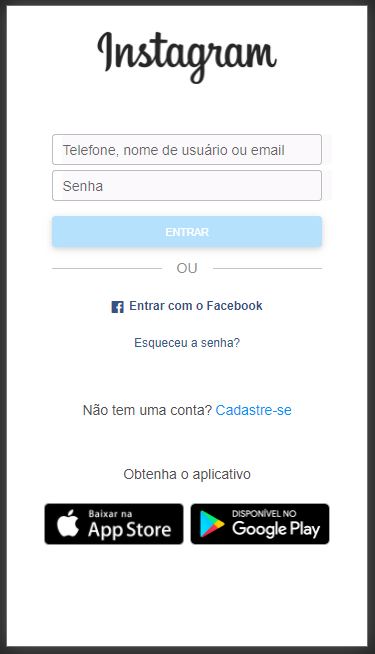 Instagram
Telefone, nome de usuário ou email
Senha
ENTRAR
OU
Entrar com o Facebook
Esqueceu a senha?
Não tem uma conta? Cadastre-se
Obtenha o aplicativo
Baixar na
App Store
DISPONÍVEL NO
Google Play